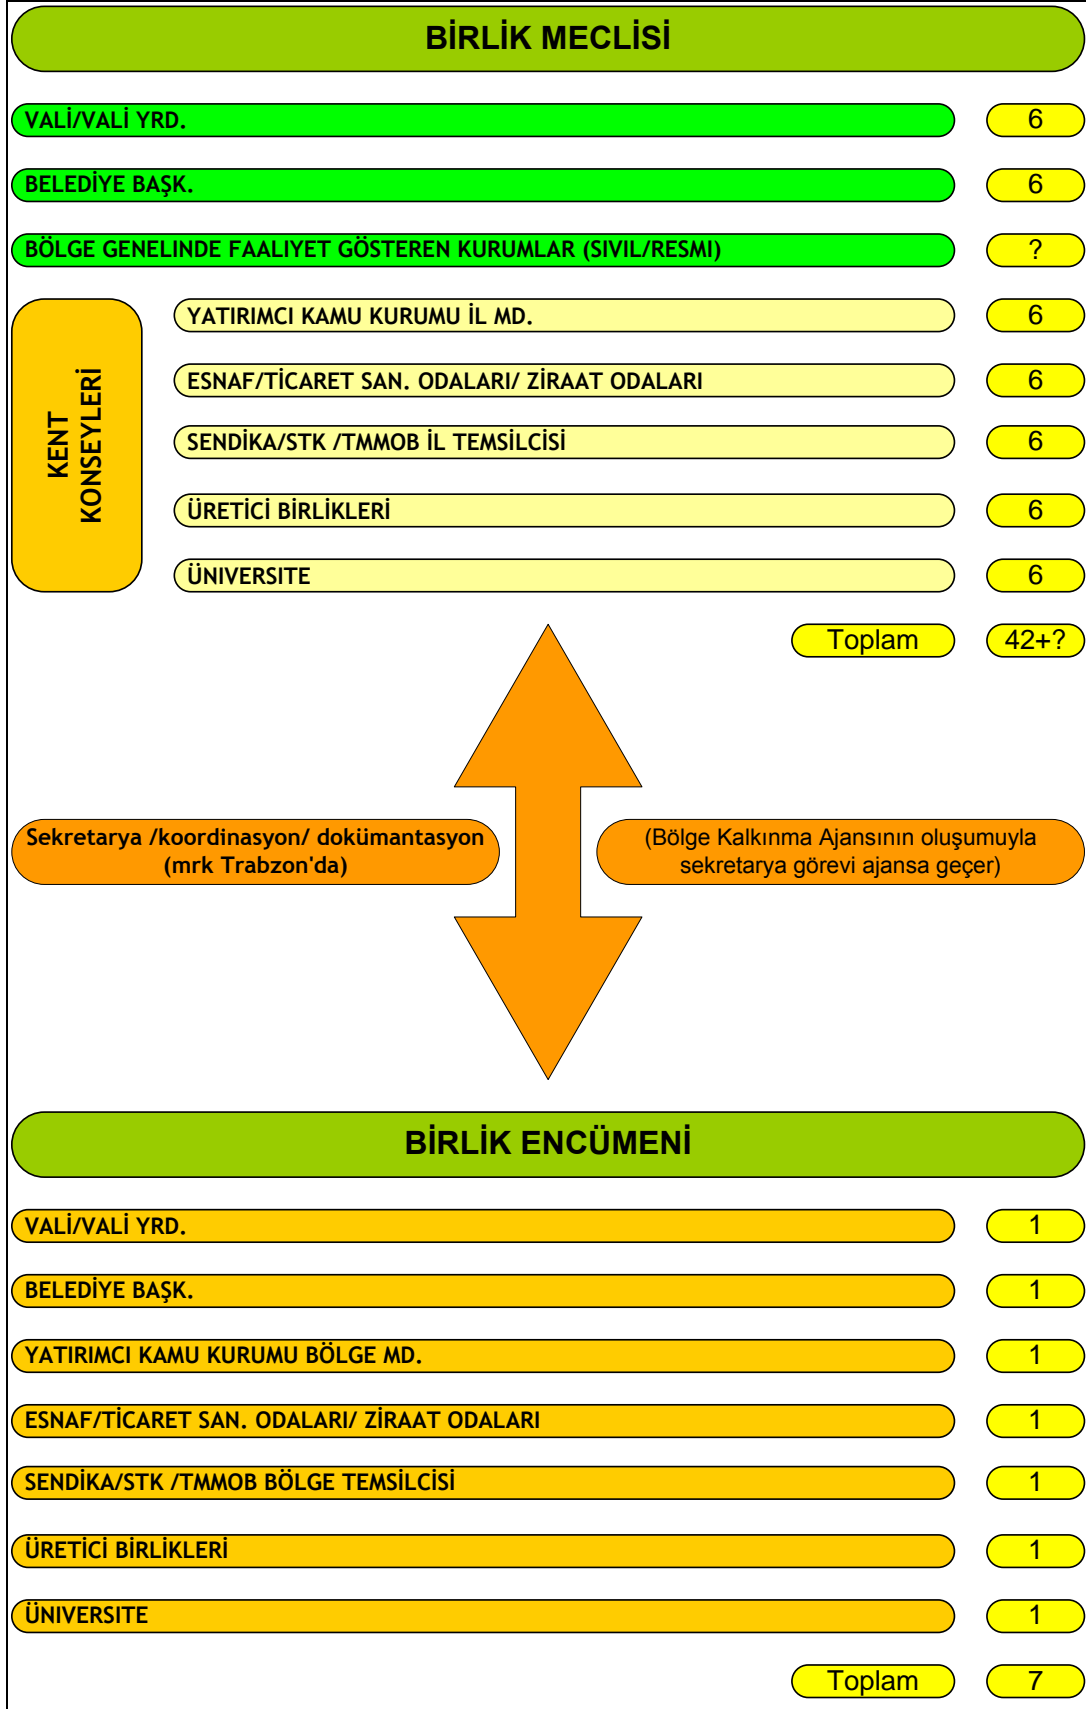 BİRLİK MECLİSİ
VALİ/VALİ YRD. 6
BELEDİYE BAŞK. 6
BÖLGE GENELINDE FAALIYET GÖSTEREN KURUMLAR (SIVIL/RESMI) ?
KENT
KONSEYLERİ
YATIRIMCI KAMU KURUMU İL MD. 6
ESNAF/TİCARET SAN. ODALARI/ ZİRAAT ODALARI 6
SENDİKA/STK /TMMOB İL TEMSİLCİSİ 6
ÜRETİCİ BİRLİKLERİ 6
ÜNIVERSITE 6
Toplam 42+?
Sekretarya /koordinasyon/ dokümantasyon
(mrk Trabzon'da)
(Bölge Kalkınma Ajansının oluşumuyla
sekretarya görevi ajansa geçer)
BİRLİK ENCÜMENİ
VALİ/VALİ YRD. 1
BELEDİYE BAŞK. 1
YATIRIMCI KAMU KURUMU BÖLGE MD. 1
ESNAF/TİCARET SAN. ODALARI/ ZİRAAT ODALARI 1
SENDİKA/STK /TMMOB BÖLGE TEMSİLCİSİ 1
ÜRETİCİ BİRLİKLERİ 1
ÜNIVERSITE 1
Toplam 7